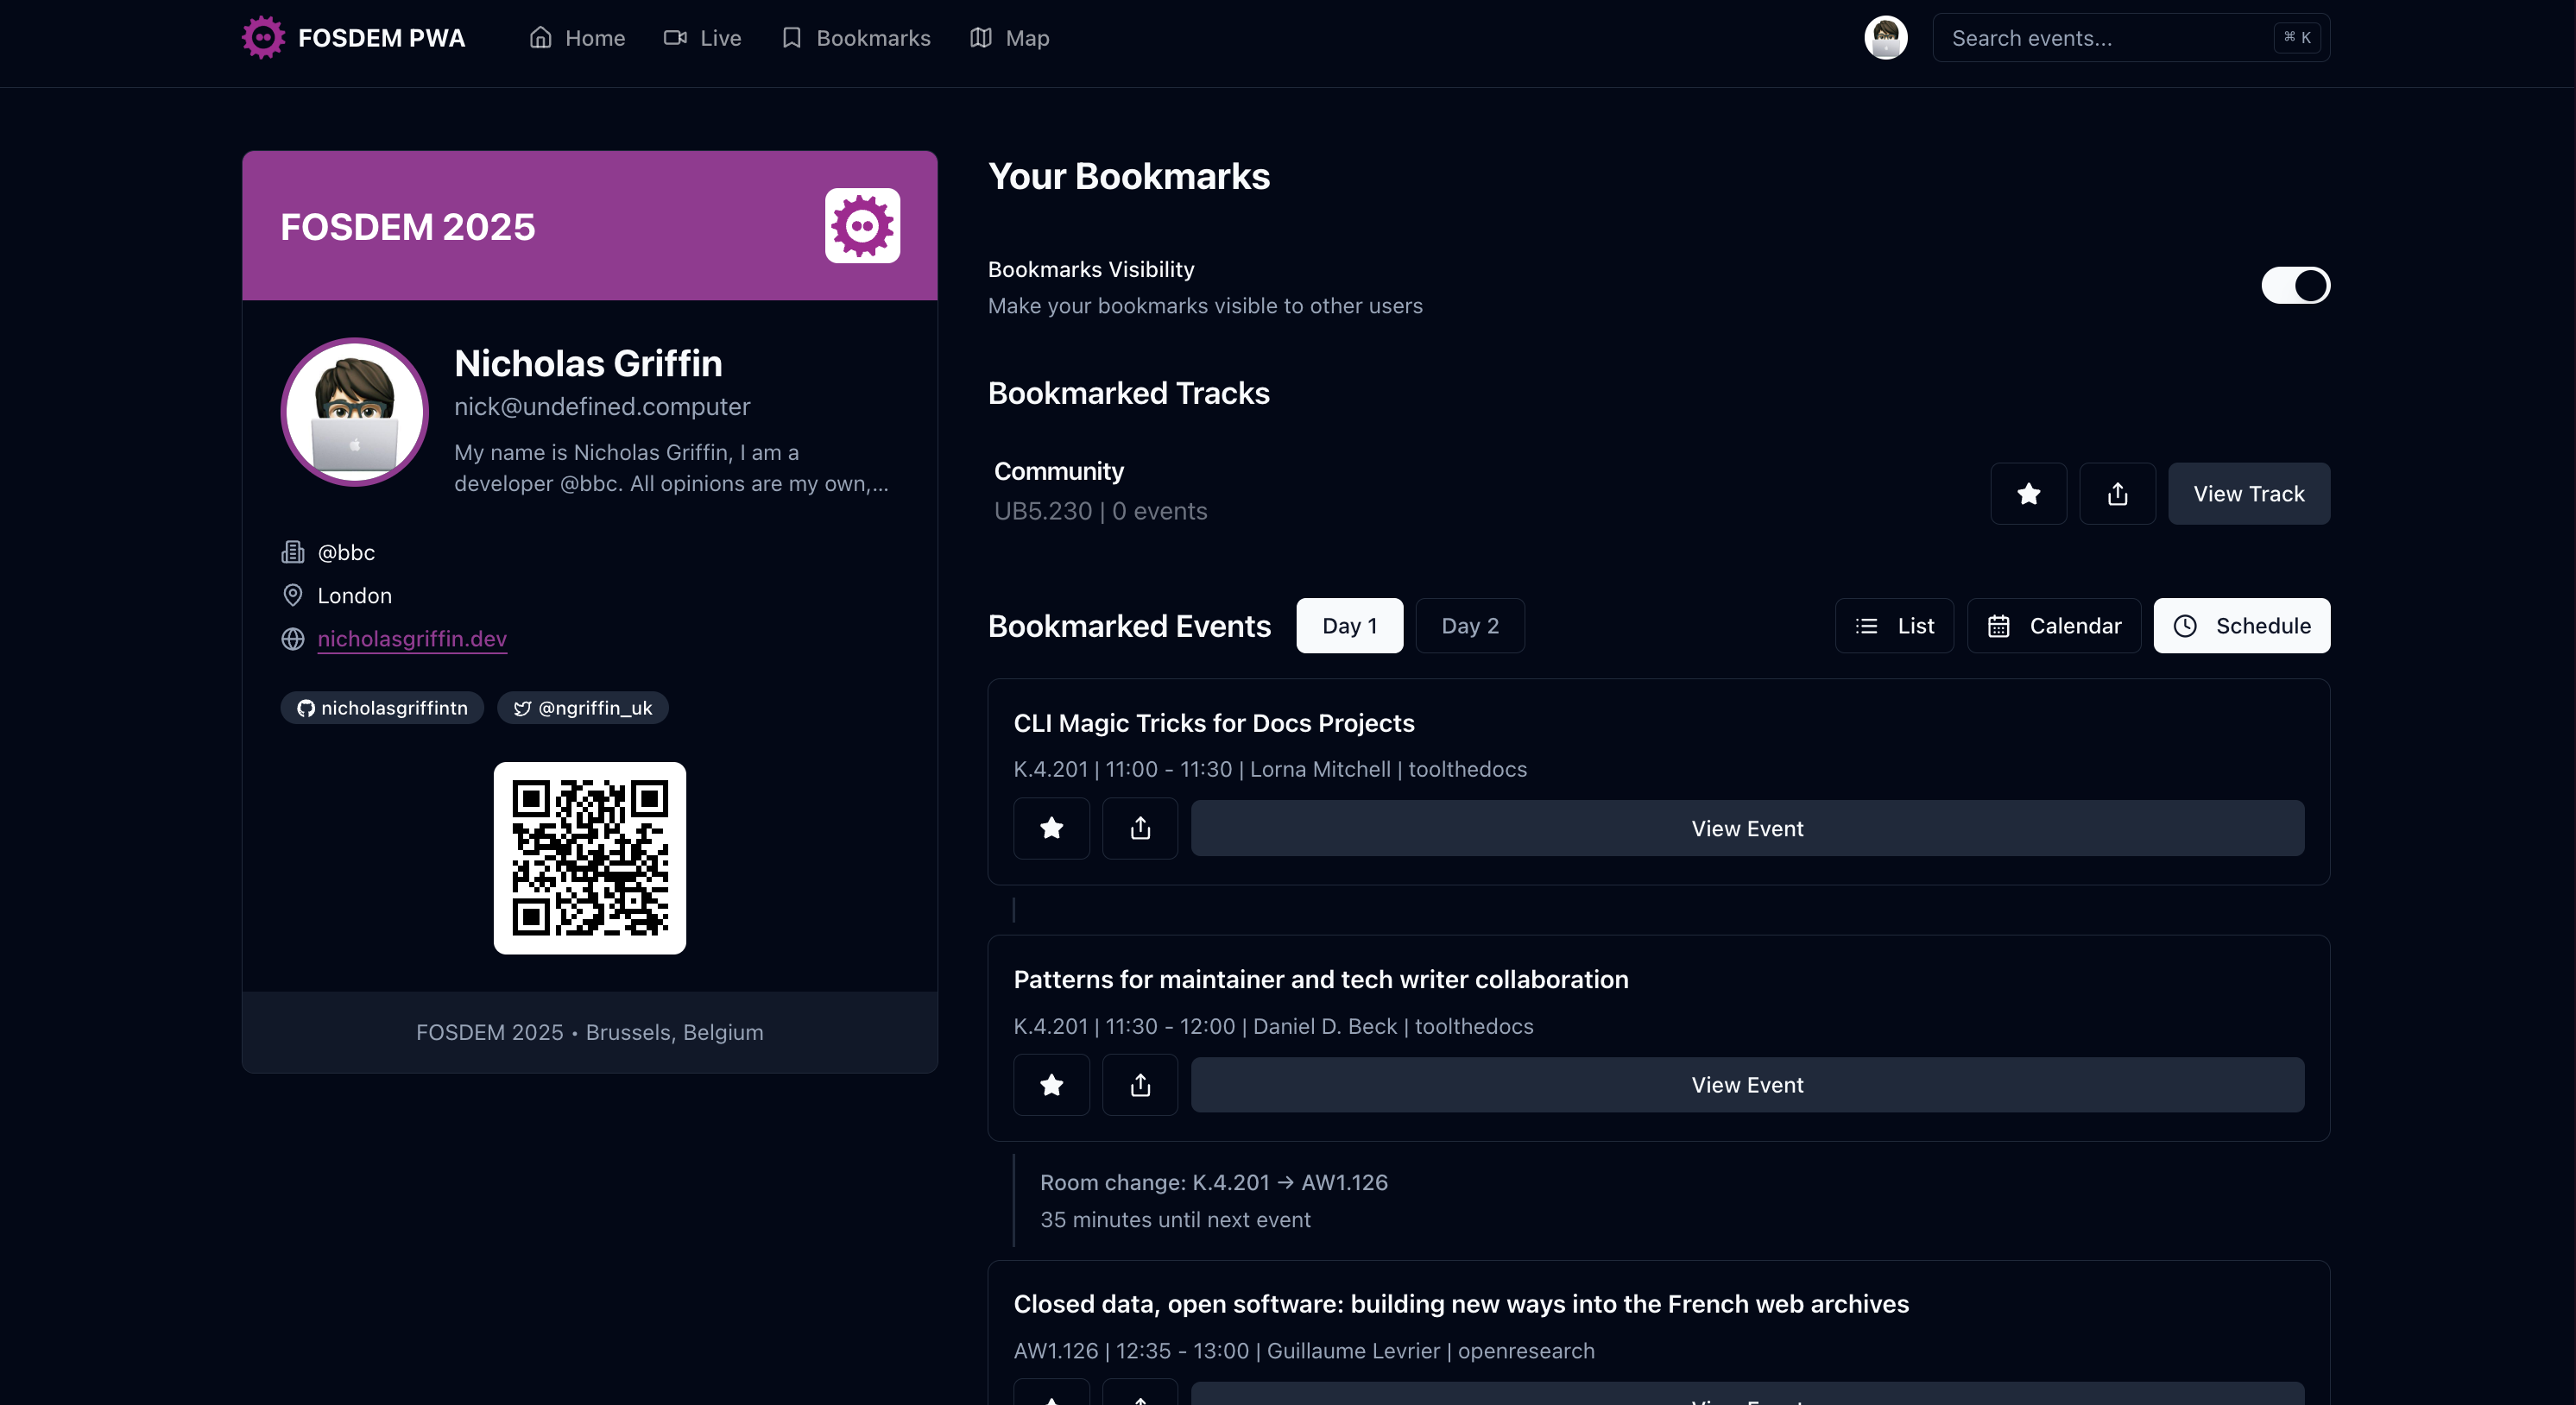 FOSDEM PWA
Home
Live
Bookmarks
Map
Search events...
⌘ K
FOSDEM 2025
Nicholas Griffin
nick@undefined.computer
My name is Nicholas Griffin, I am a
developer @bbc. All opinions are my own,...
@bbc
London
nicholasgriffin.dev
nicholasgriffintn
@ngriffin_uk
FOSDEM 2025 • Brussels, Belgium
Your Bookmarks
Bookmarks Visibility
Make your bookmarks visible to other users
Bookmarked Tracks
Community
UB5.230 | 0 events
View Track
Bookmarked Events
Day 1
Day 2
List
Calendar
Schedule
CLI Magic Tricks for Docs Projects
K.4.201 | 11:00 - 11:30 | Lorna Mitchell | toolthedocs
View Event
Patterns for maintainer and tech writer collaboration
K.4.201 | 11:30 - 12:00 | Daniel D. Beck | toolthedocs
View Event
Room change: K.4.201 → AW1.126
35 minutes until next event
Closed data, open software: building new ways into the French web archives
AW1.126 | 12:35 - 13:00 | Guillaume Levrier | openresearch